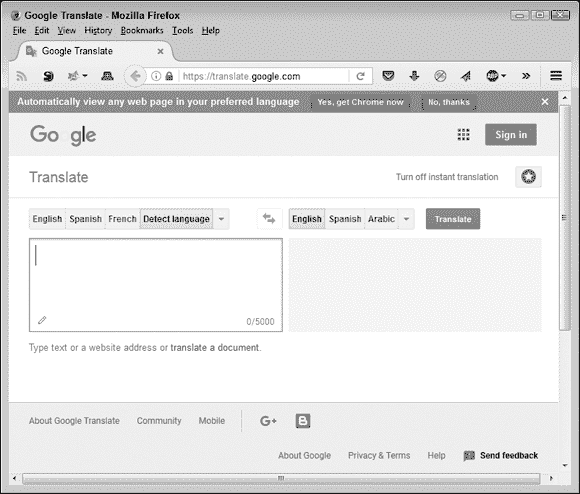 Google Translate - Mozilla Firefox
File Edit View History Bookmarks Tools Help
Google Translate
https://translate.google.com
Automatically view any web page in your preferred language Yes, get Chrome now No, thanks
Google Sign in
Translate Turn off instant translation
English Spanish French Detect language English Spanish Arabic Translate
0/5000
Type text or a website address or translate a document.
About Google Translate Community Mobile G+
About Google Privacy & Terms Help Send feedback